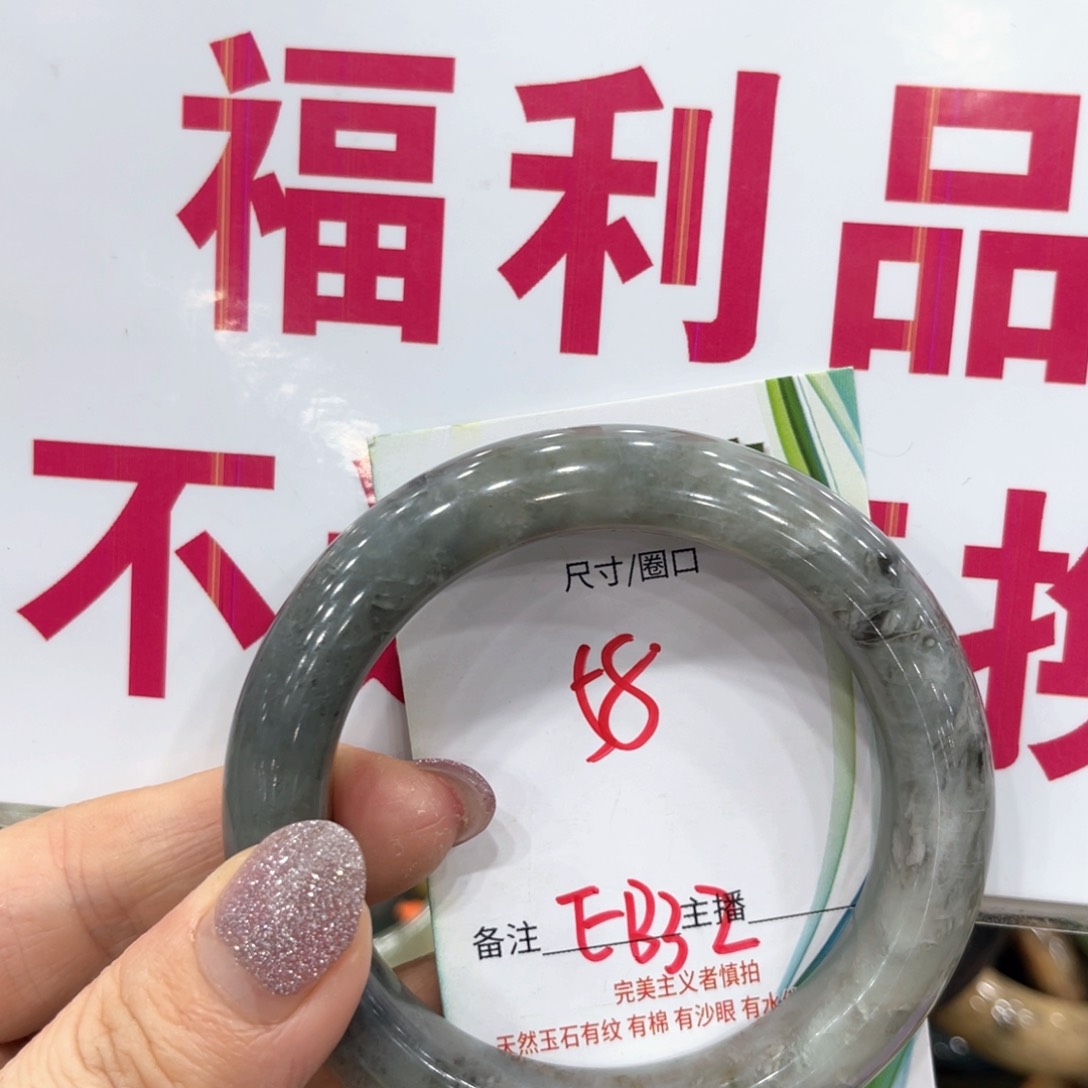 福利品
不 换
尺寸/圈口
58
备注 EB32 主播
完美主义者慎拍
天然玉石有纹 有棉 有沙眼 有水